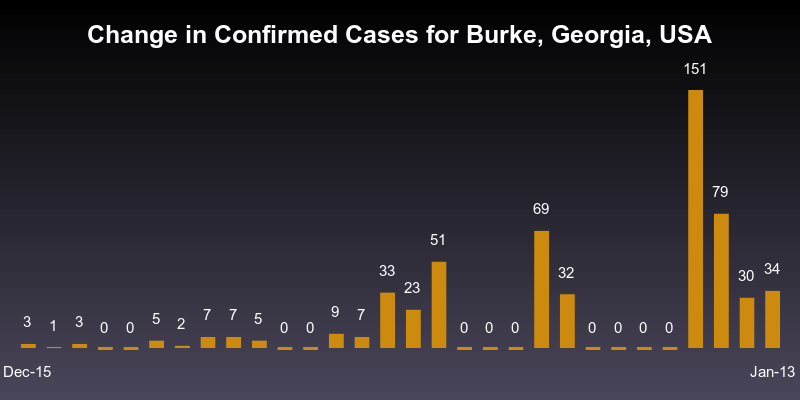 Change in Confirmed Cases for Burke, Georgia, USA
3 1 3 0 0 5 2 7 7 5 0 0 9 7 33 23 51 0 0 0 69 32 0 0 0 0 151 79 30 34
Dec-15 Jan-13